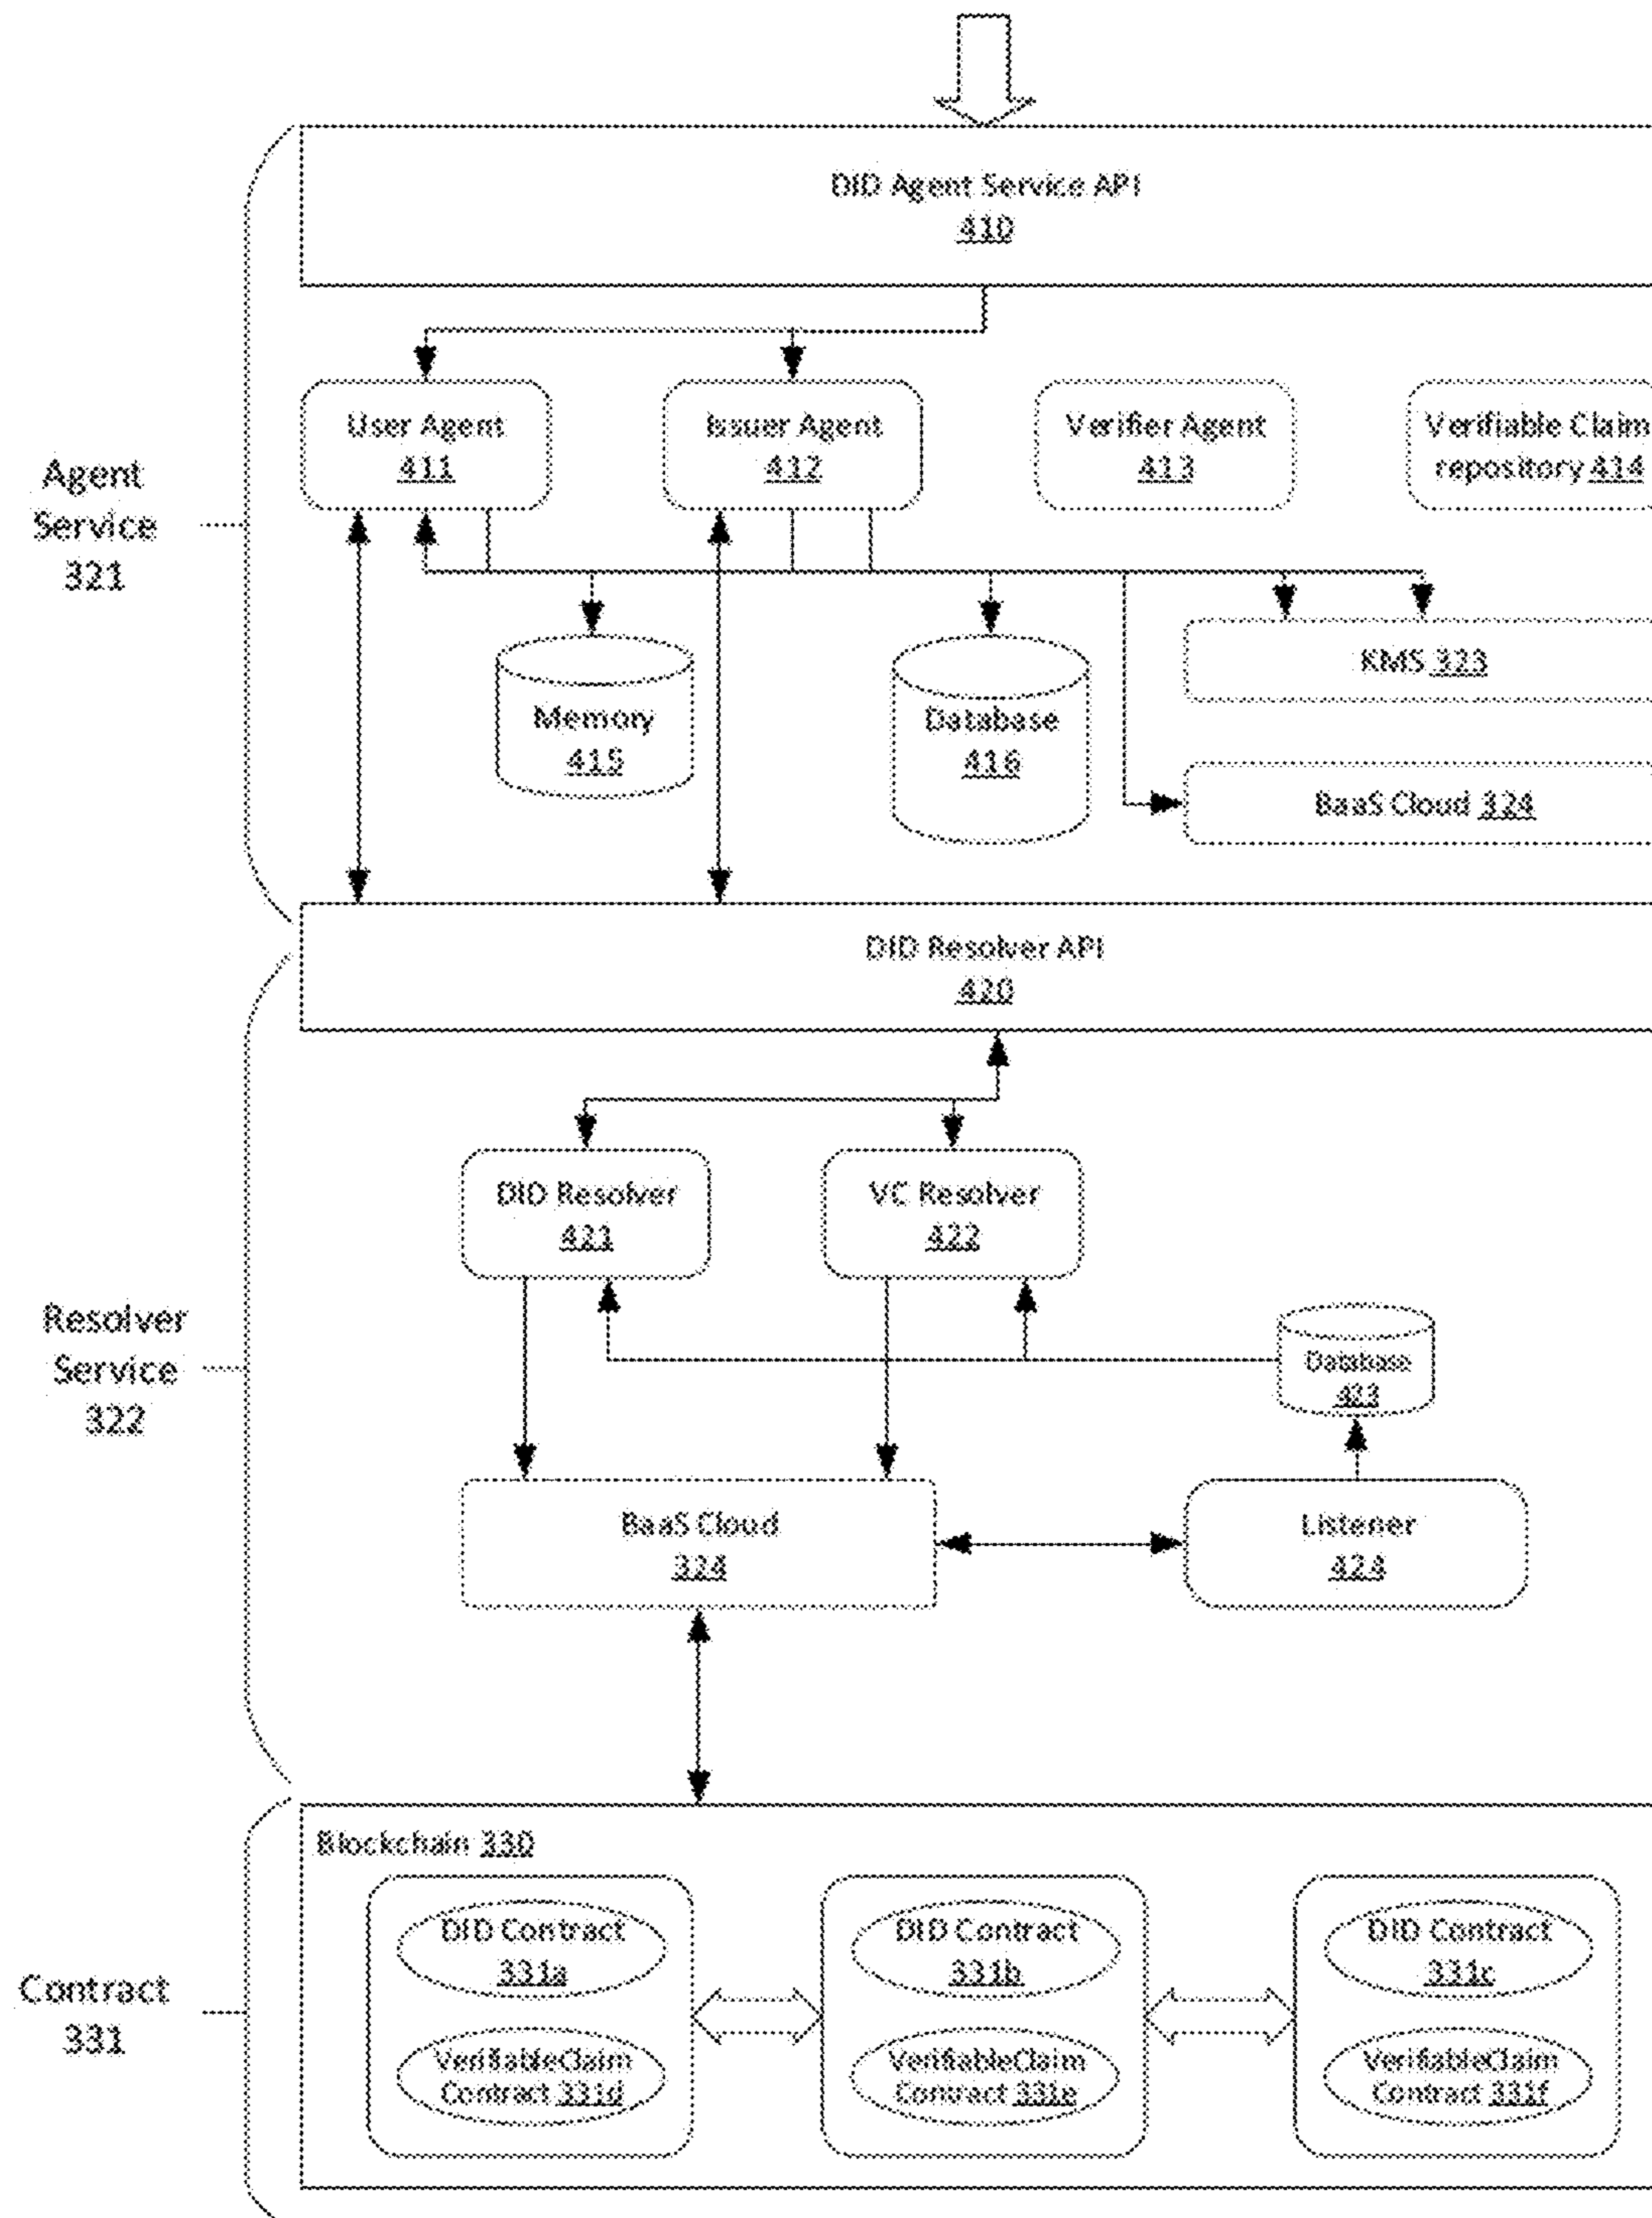 DID Agent Service API
410
User Agent
411
Issuer Agent
412
Verifier Agent
413
Verifiable Claim
repository 414
Agent
Service
321
Memory
415
Database
416
KMS 323
BaaS Cloud 324
DID Resolver API
420
DID Resolver
421
VC Resolver
422
Resolver
Service
322
Database
423
BaaS Cloud
324
Listener
424
Blockchain 330
DID Contract
331a
DID Contract
331b
DID Contract
331c
Contract
331
VerifiableClaim
Contract 331d
VerifiableClaim
Contract 331e
VerifiableClaim
Contract 331f